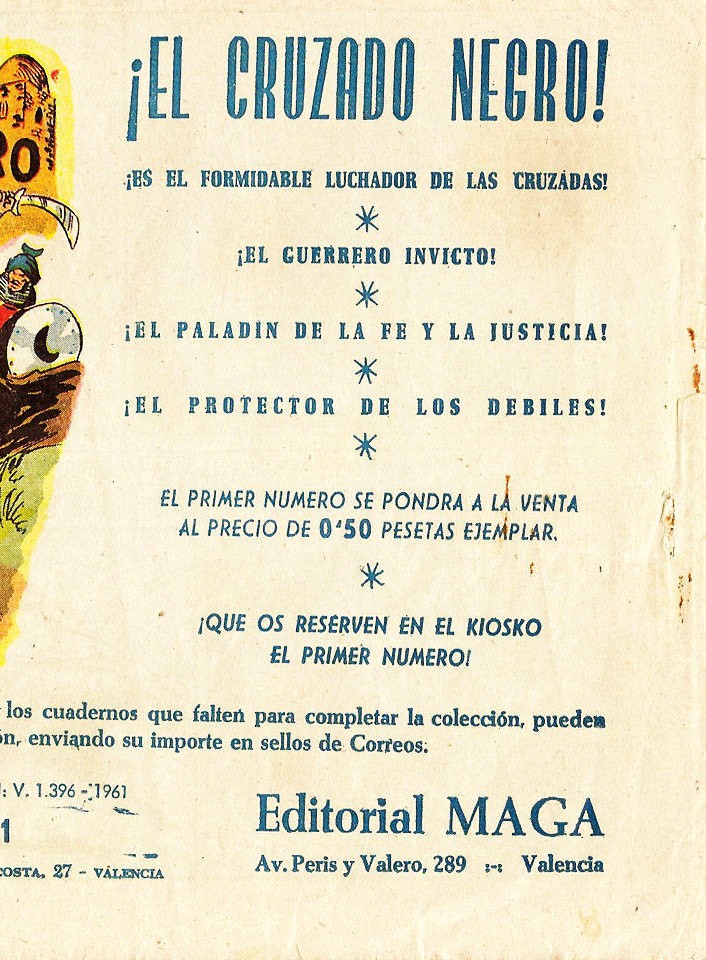 ¡EL CRUZADO NEGRO!
RO
¡ES EL FORMIDABLE LUCHADOR DE LAS CRUZADAS!
¡EL GUERRERO INVICTO!
¡EL PALADIN DE LA FE Y LA JUSTICIA!
¡EL PROTECTOR DE LOS DEBILES!
EL PRIMER NUMERO SE PONDRA A LA VENTA
AL PRECIO DE 0'50 PESETAS EJEMPLAR.
¡QUE OS RESERVEN EN EL KIOSKO
EL PRIMER NUMERO!
los cuadernos que falten para completar la colección, pueden
ón, enviando su importe en sellos de Correos.
: V. 1.396 - 1961
1
COSTA, 27 - VALENCIA
Editorial MAGA
Av. Peris y Valero, 289 :-: Valencia